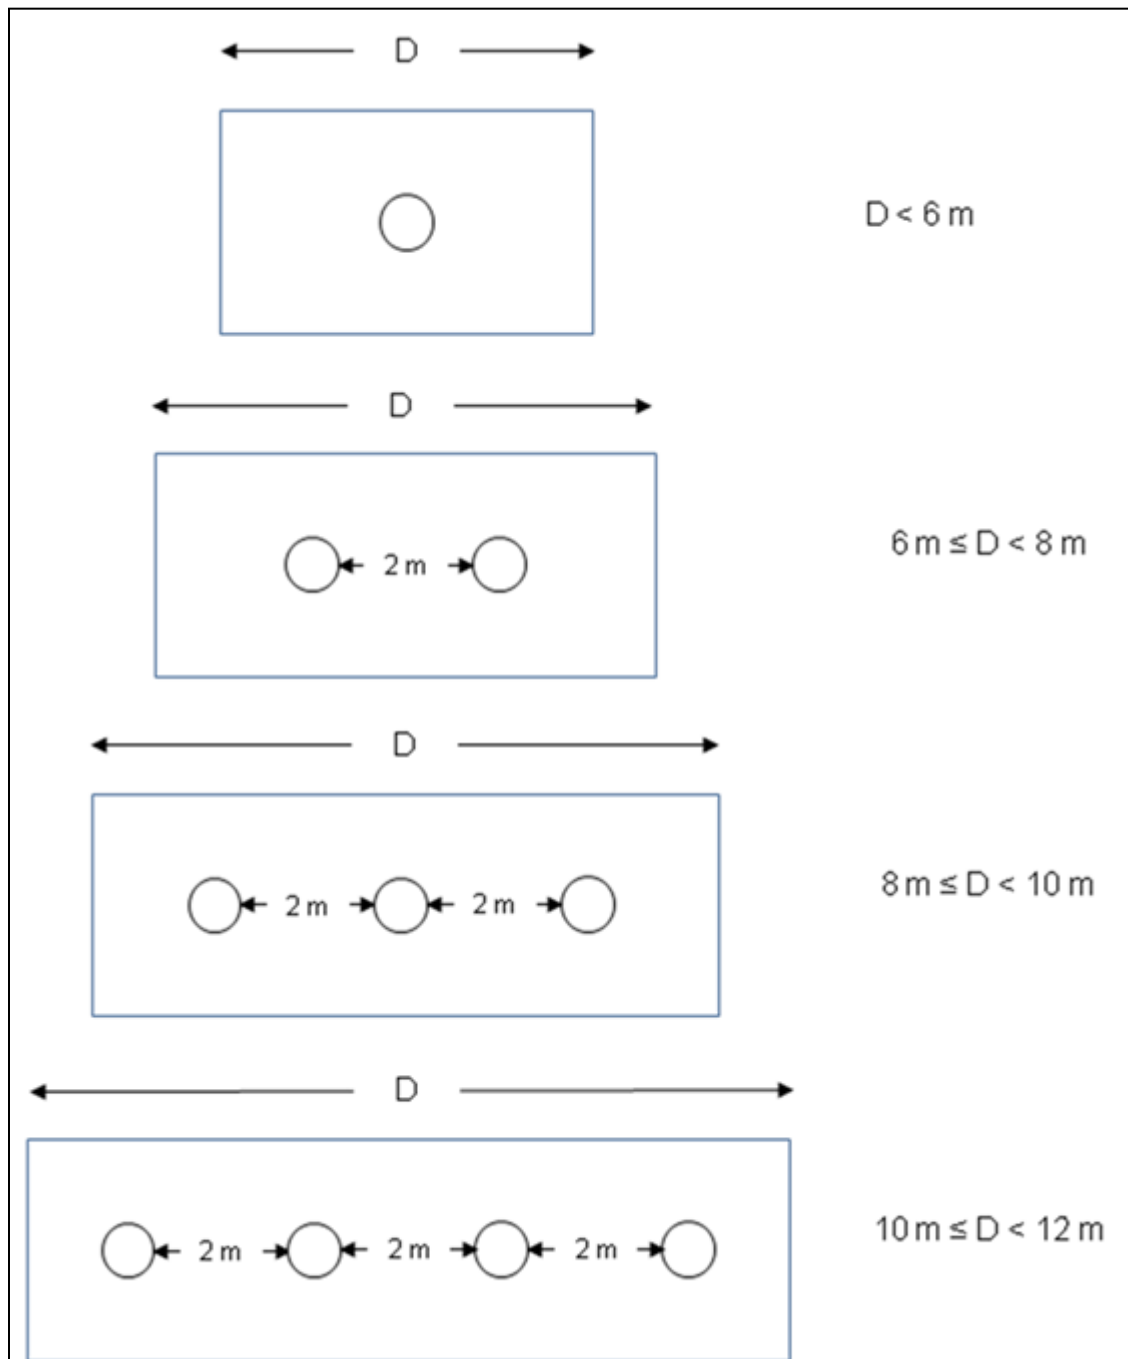 D
D < 6 m
D
6 m ≤ D < 8 m
2 m
D
8 m ≤ D < 10 m
2 m 2 m
D
10 m ≤ D < 12 m
2 m 2 m 2 m